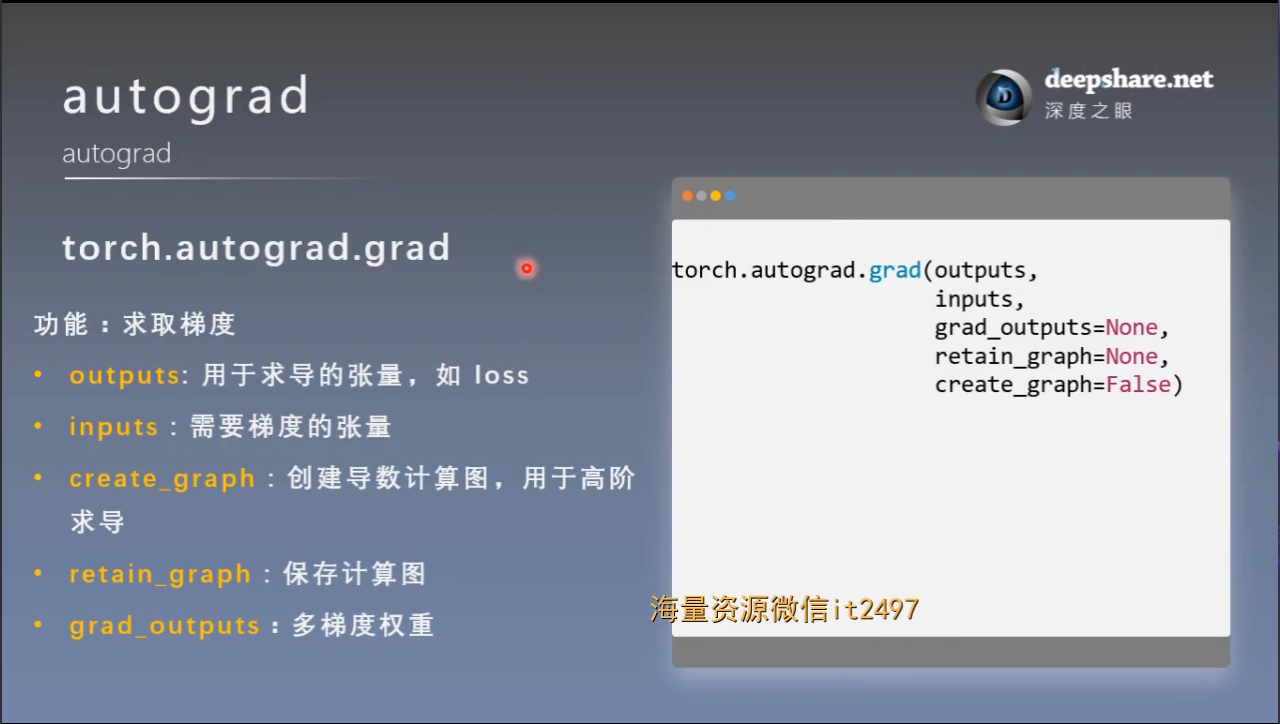 autograd
autograd
deepshare.net
深度之眼
torch.autograd.grad
功能：求取梯度
• outputs: 用于求导的张量，如 loss
• inputs：需要梯度的张量
• create_graph：创建导数计算图，用于高阶
求导
• retain_graph：保存计算图
• grad_outputs：多梯度权重
torch.autograd.grad(outputs,
inputs,
grad_outputs=None,
retain_graph=None,
create_graph=False)
海量资源微信it2497